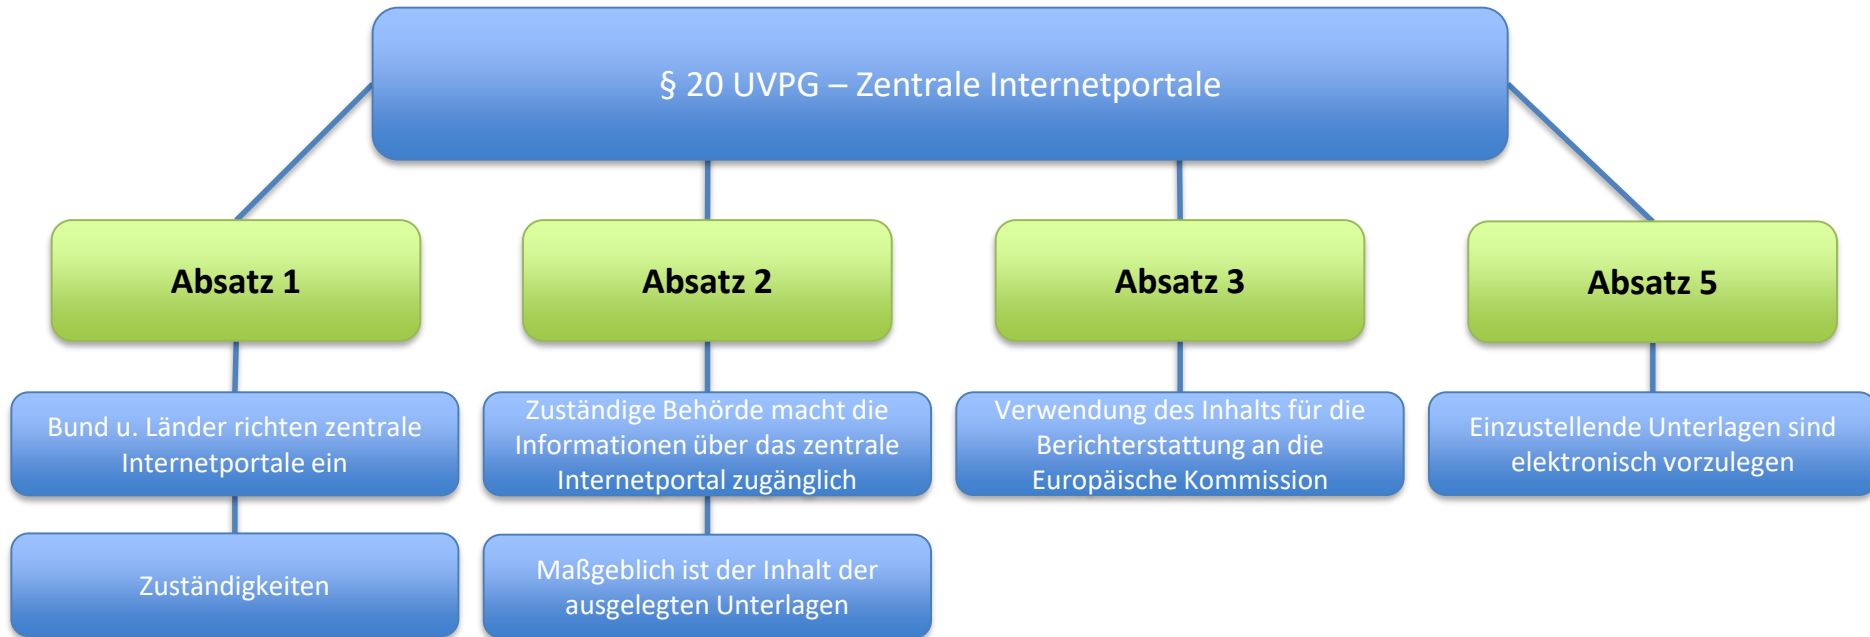 § 20 UVPG – Zentrale Internetportale
Absatz 1
Absatz 2
Absatz 3
Absatz 5
Bund u. Länder richten zentrale
Internetportale ein
Zuständige Behörde macht die
Informationen über das zentrale
Internetportal zugänglich
Verwendung des Inhalts für die
Berichterstattung an die
Europäische Kommission
Einzustellende Unterlagen sind
elektronisch vorzulegen
Zuständigkeiten
Maßgeblich ist der Inhalt der
ausgelegten Unterlagen